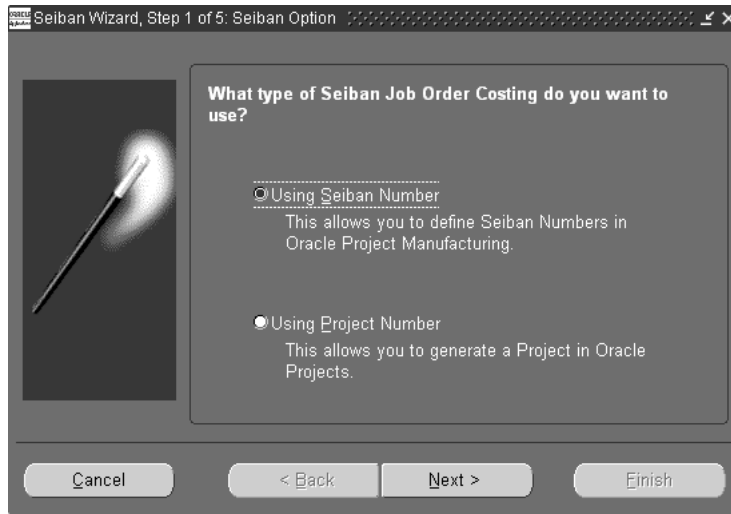 ORACLE
Seiban Wizard, Step 1 of 5: Seiban Option
What type of Seiban Job Order Costing do you want to
use?
Using Seiban Number
This allows you to define Seiban Numbers in
Oracle Project Manufacturing.
Using Project Number
This allows you to generate a Project in Oracle
Projects.
Cancel
< Back
Next >
Finish